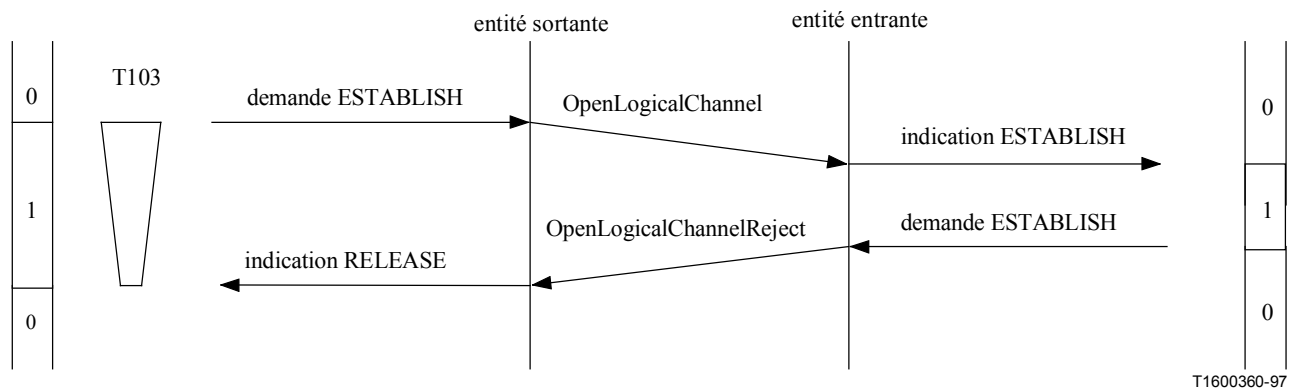 entité sortante
entité entrante
T103
0
demande ESTABLISH
OpenLogicalChannel
0
indication ESTABLISH
1
OpenLogicalChannelReject
demande ESTABLISH
1
indication RELEASE
0
0
T1600360-97